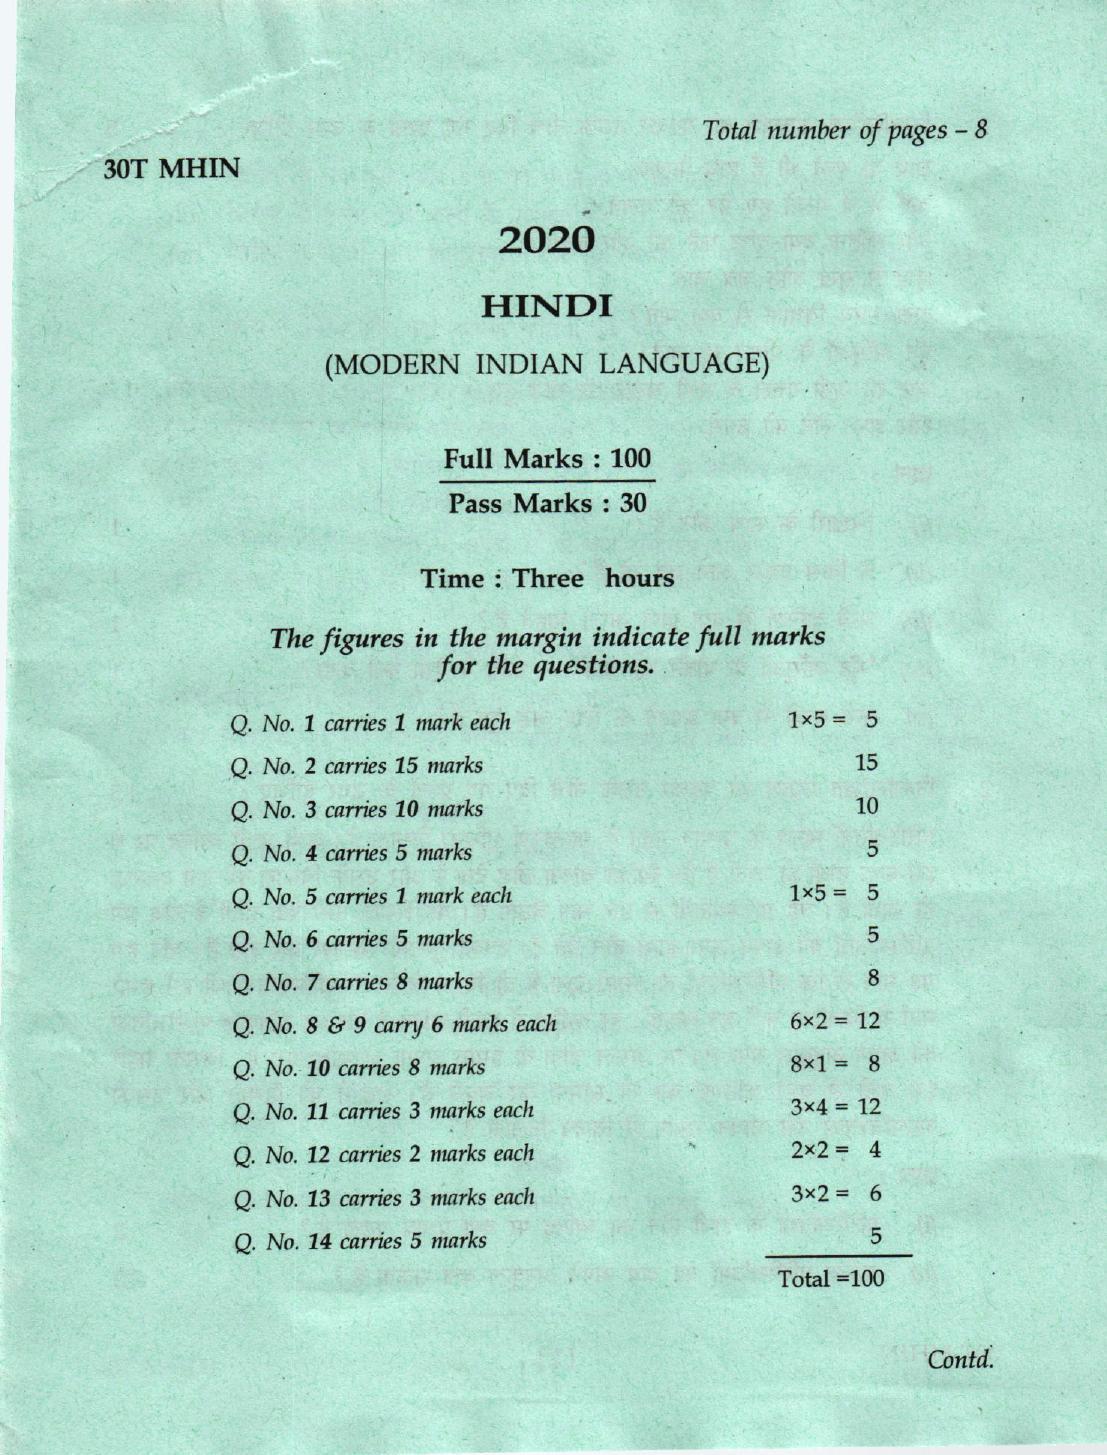 Total number of pages – 8
30T MHIN
2020
HINDI
(MODERN INDIAN LANGUAGE)
Full Marks : 100
Pass Marks : 30
Time : Three hours
The figures in the margin indicate full marks
for the questions.
Q. No. 1 carries 1 mark each 1×5 = 5
Q. No. 2 carries 15 marks 15
Q. No. 3 carries 10 marks 10
Q. No. 4 carries 5 marks 5
Q. No. 5 carries 1 mark each 1×5 = 5
Q. No. 6 carries 5 marks 5
Q. No. 7 carries 8 marks 8
Q. No. 8 & 9 carry 6 marks each 6×2 = 12
Q. No. 10 carries 8 marks 8×1 = 8
Q. No. 11 carries 3 marks each 3×4 = 12
Q. No. 12 carries 2 marks each 2×2 = 4
Q. No. 13 carries 3 marks each 3×2 = 6
Q. No. 14 carries 5 marks 5
Total =100
Contd.